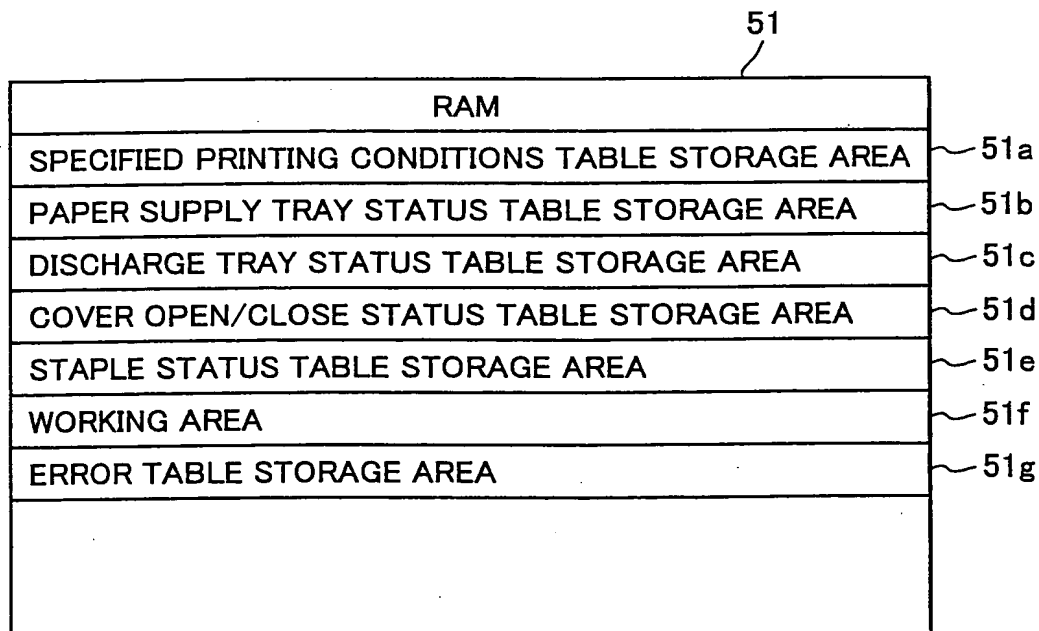 51
RAM
SPECIFIED PRINTING CONDITIONS TABLE STORAGE AREA 51a
PAPER SUPPLY TRAY STATUS TABLE STORAGE AREA 51b
DISCHARGE TRAY STATUS TABLE STORAGE AREA 51c
COVER OPEN/CLOSE STATUS TABLE STORAGE AREA 51d
STAPLE STATUS TABLE STORAGE AREA 51e
WORKING AREA 51f
ERROR TABLE STORAGE AREA 51g